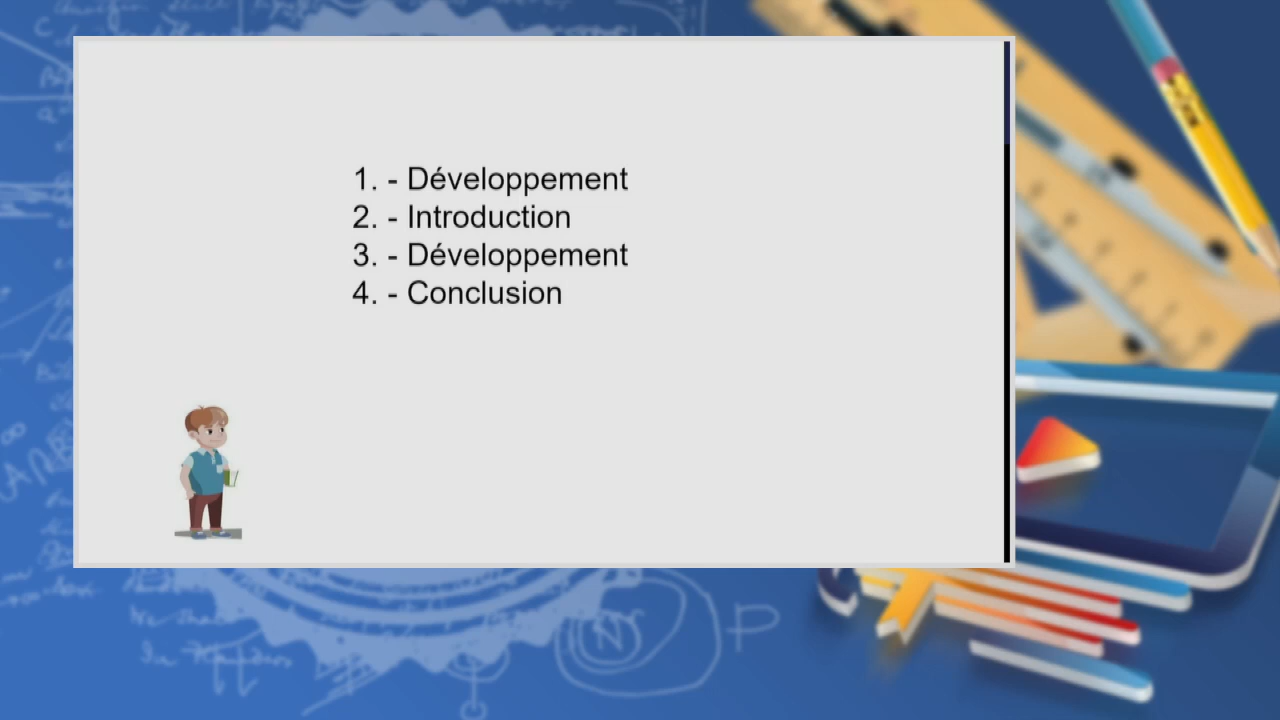 1. - Développement
2. - Introduction
3. - Développement
4. - Conclusion